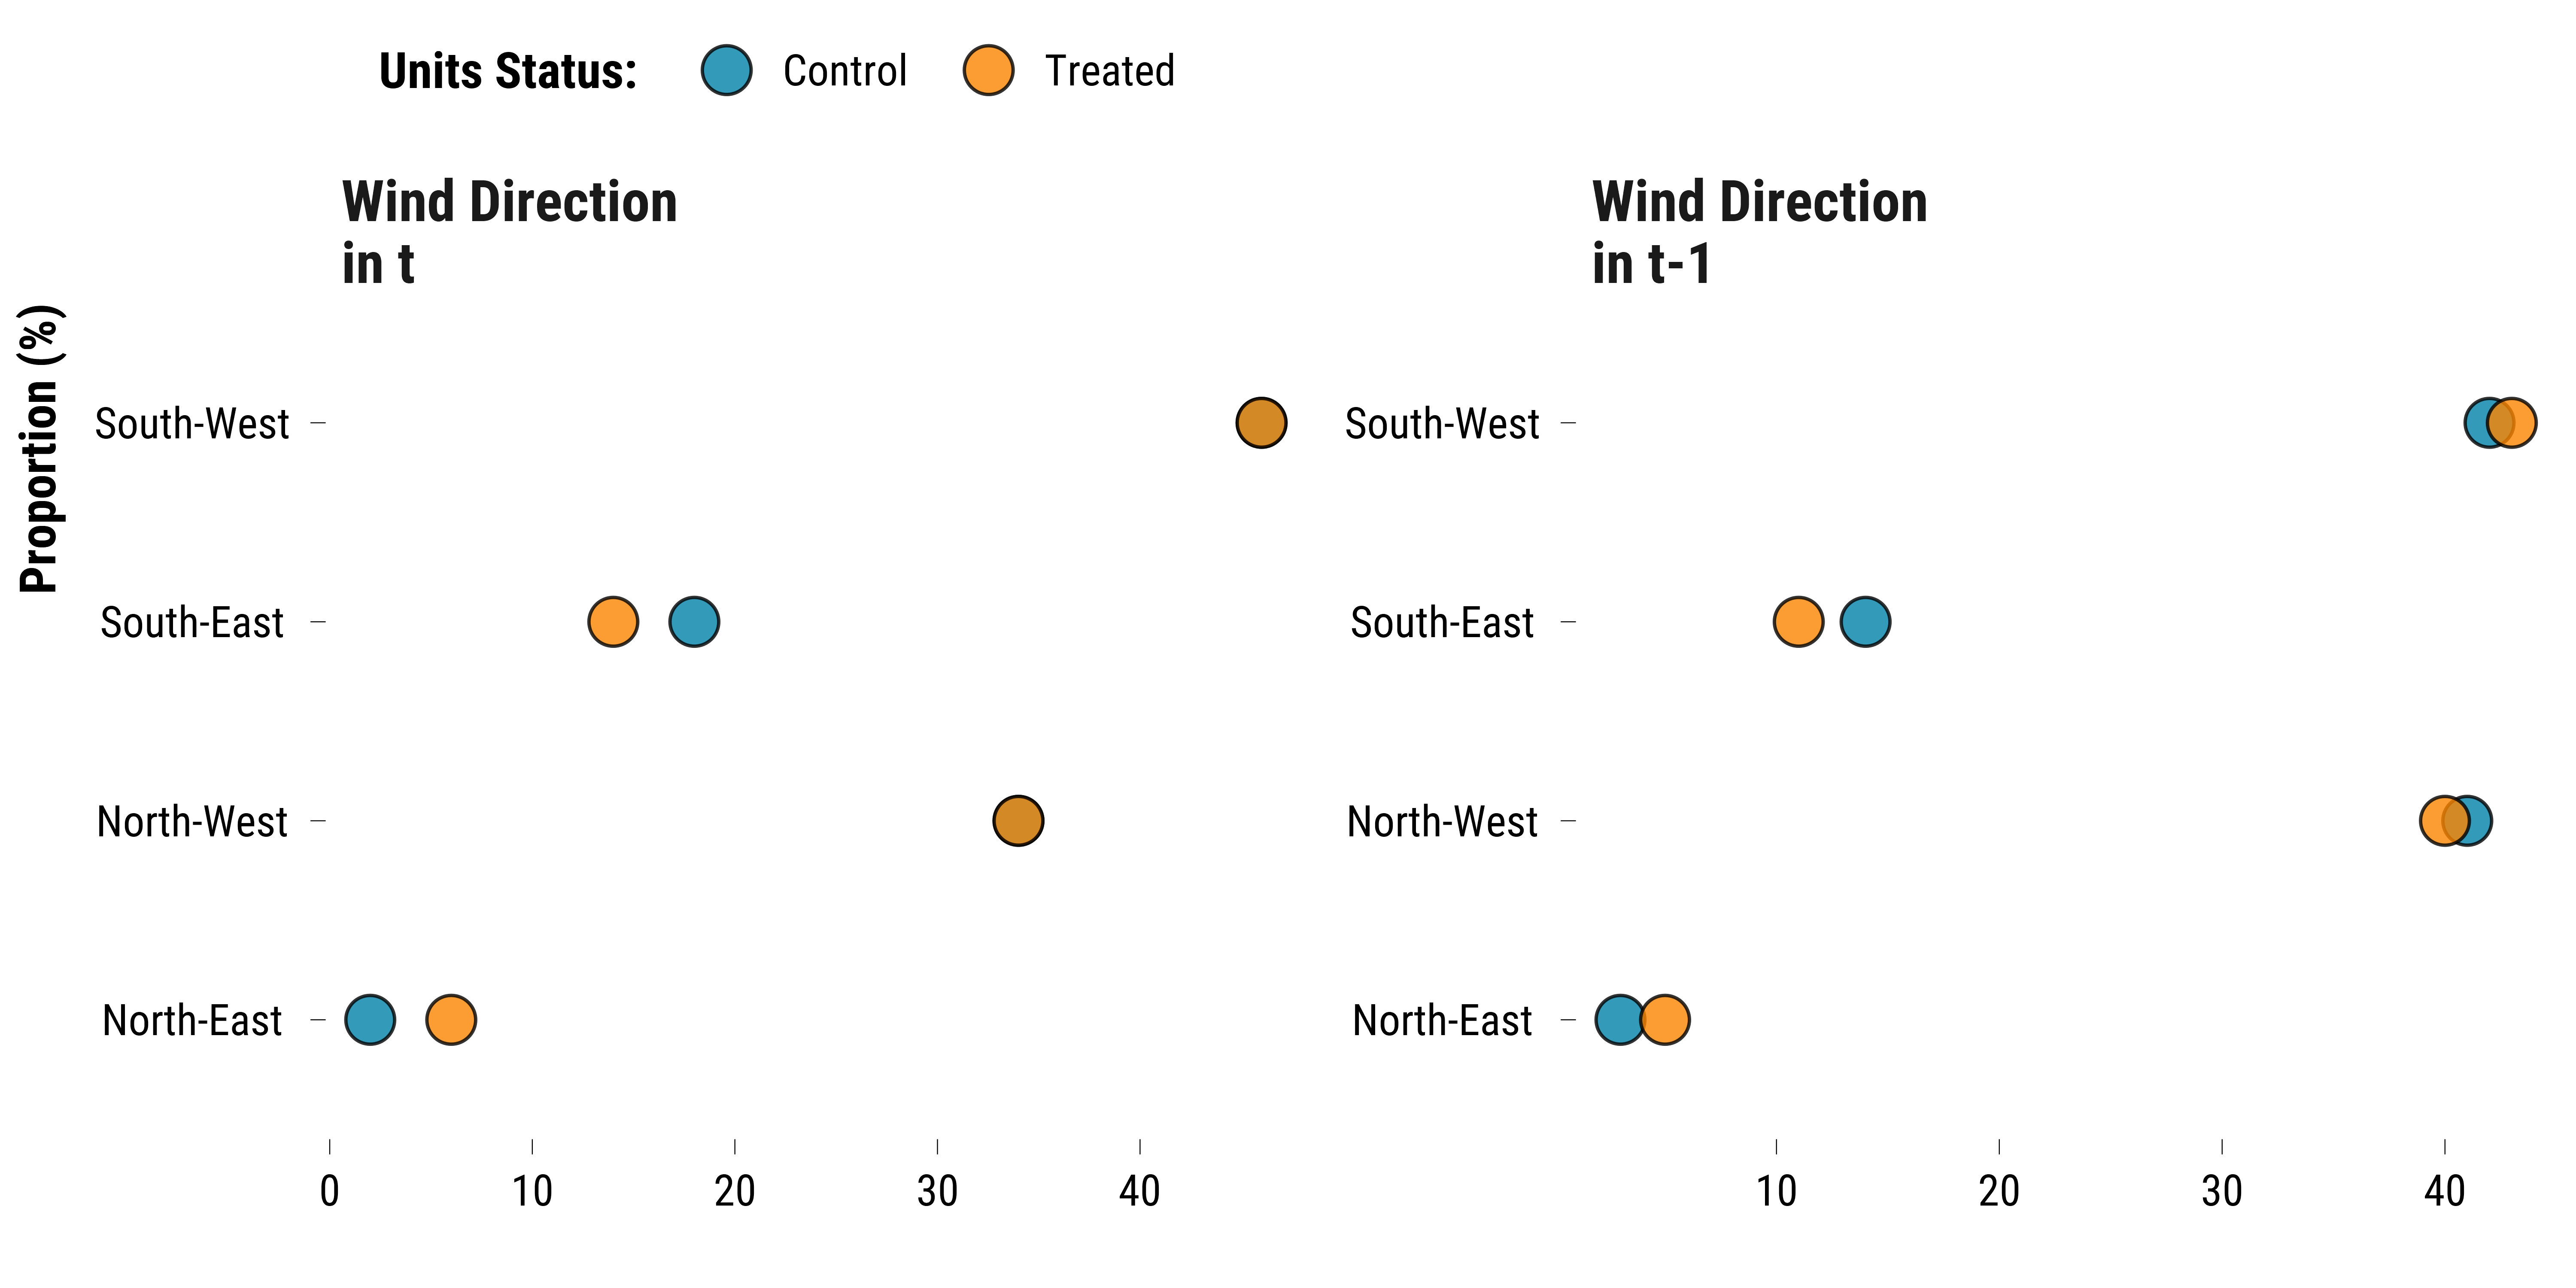 Units Status: Control Treated
Wind Direction
in t
Wind Direction
in t-1
Proportion (%)
South-West
South-East
North-West
North-East
0 10 20 30 40
South-West
South-East
North-West
North-East
10 20 30 40